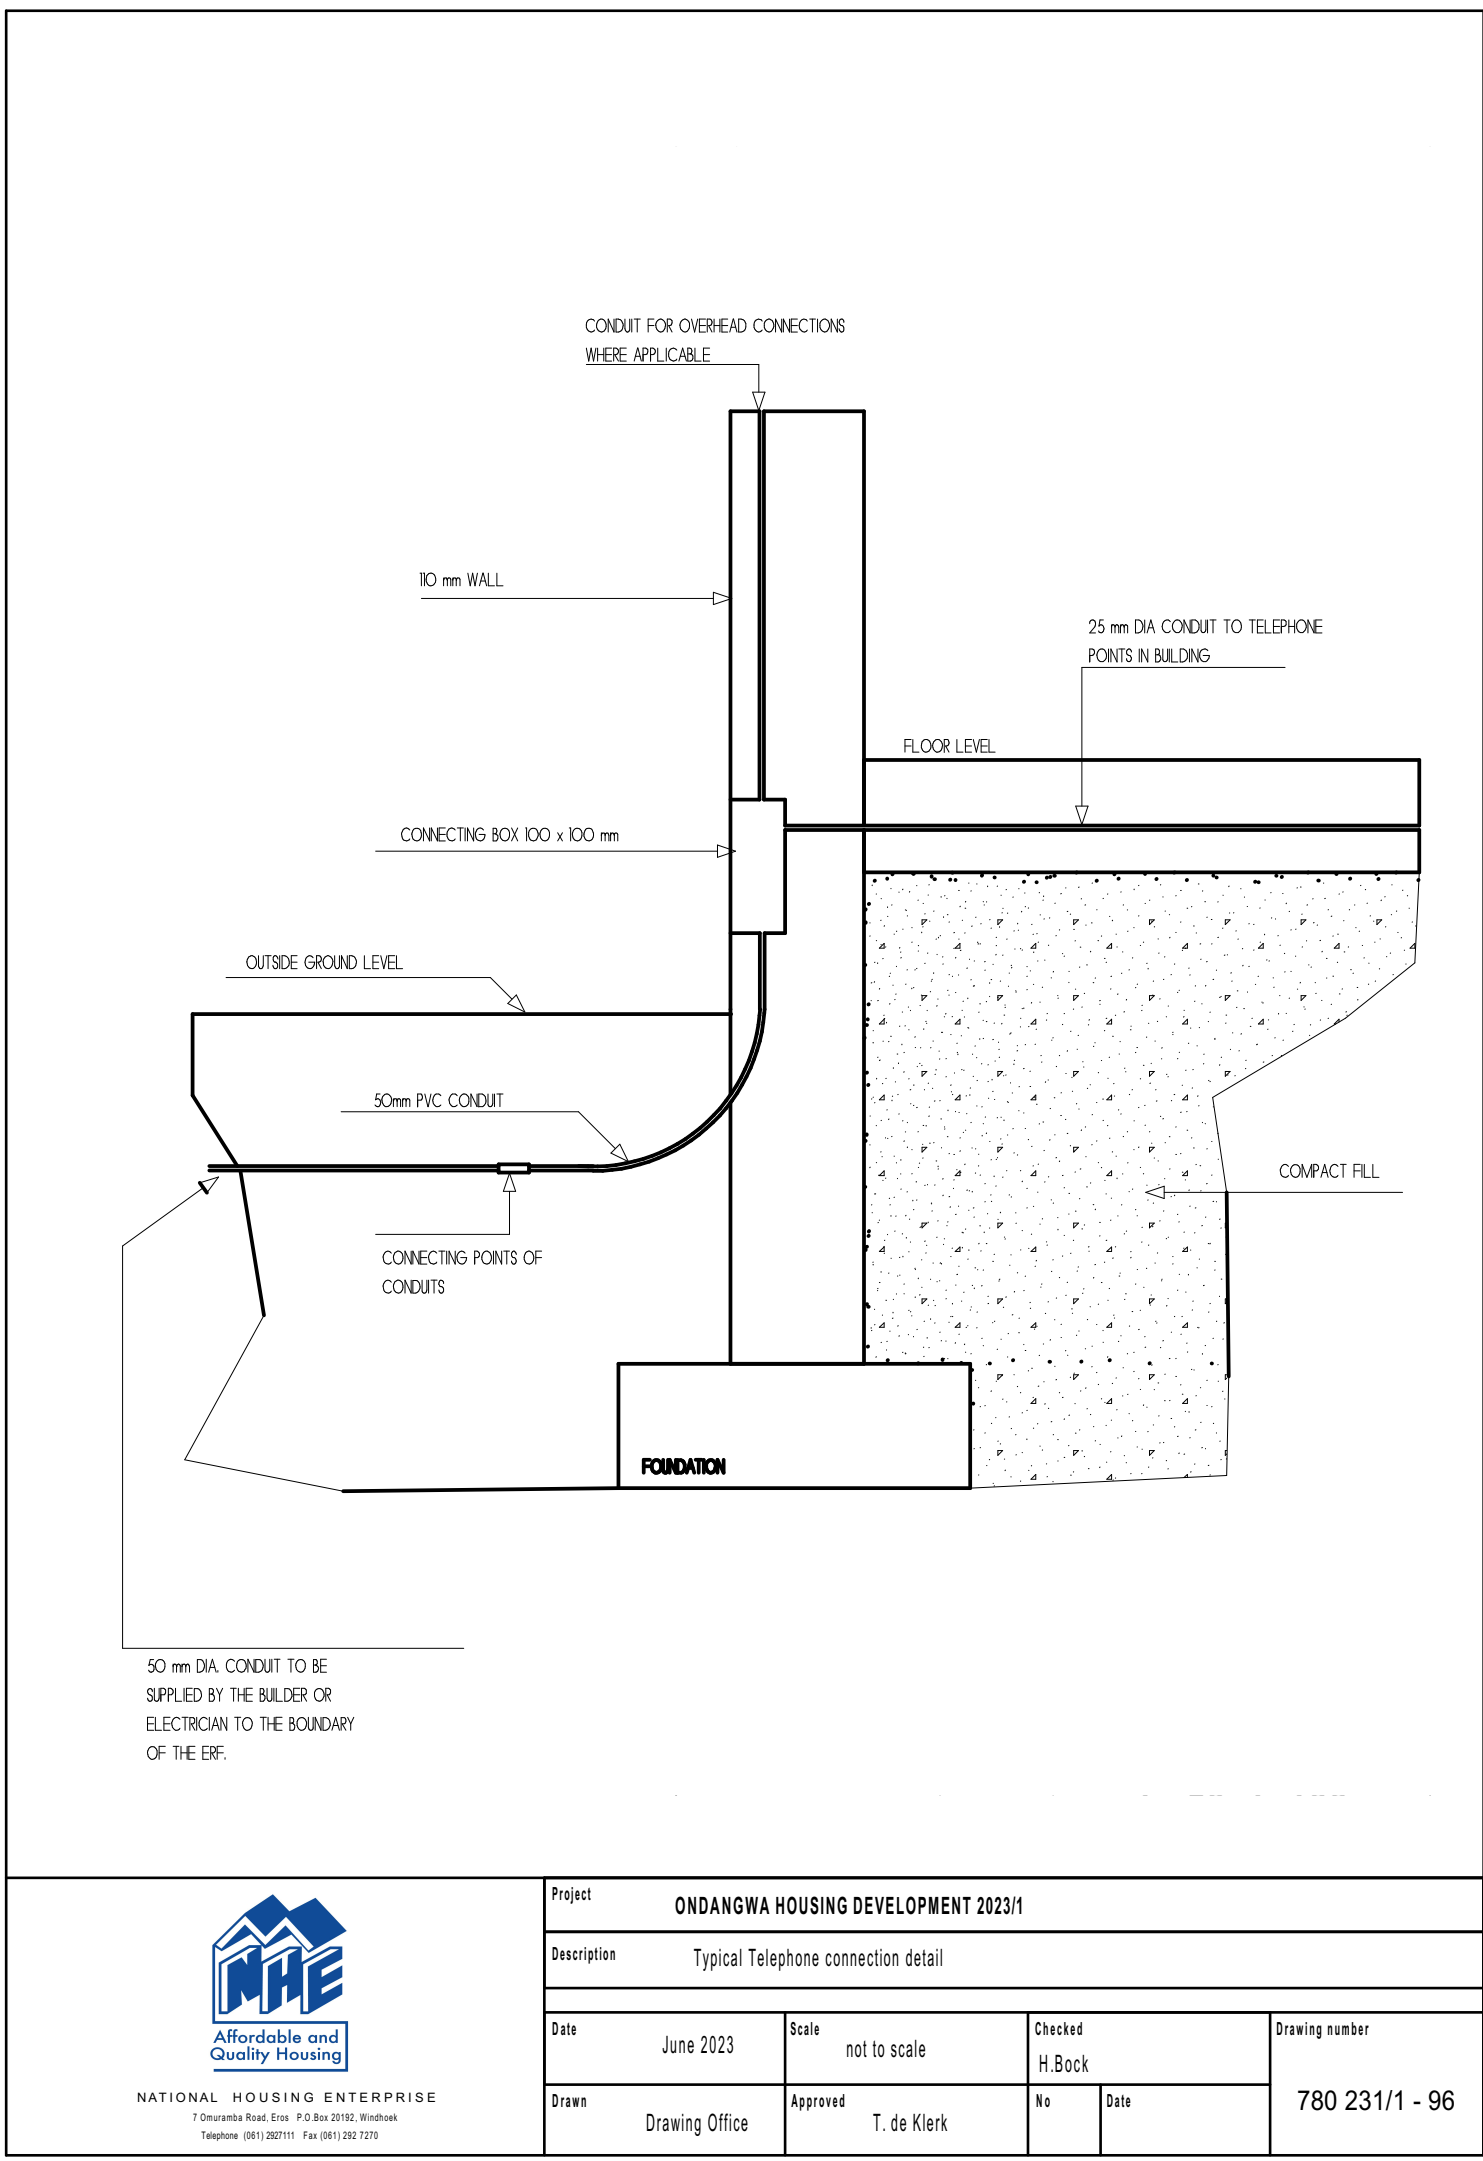 CONDUIT FOR OVERHEAD CONNECTIONS
WHERE APPLICABLE
110 mm WALL
25 mm DIA CONDUIT TO TELEPHONE
POINTS IN BUILDING
FLOOR LEVEL
CONNECTING BOX 100 x 100 mm
OUTSIDE GROUND LEVEL
50mm PVC CONDUIT
COMPACT FILL
CONNECTING POINTS OF
CONDUITS
FOUNDATION
50 mm DIA. CONDUIT TO BE
SUPPLIED BY THE BUILDER OR
ELECTRICIAN TO THE BOUNDARY
OF THE ERF.
NHE
Affordable and
Quality Housing
NATIONAL HOUSING ENTERPRISE
7 Omuramba Road, Eros P.O.Box 20192, Windhoek
Telephone (061) 2927111 Fax (061) 292 7270
Project
ONDANGWA HOUSING DEVELOPMENT 2023/1
Description
Typical Telephone connection detail
Date
June 2023
Scale
not to scale
Checked
H.Bock
Drawing number
780 231/1 - 96
Drawn
Drawing Office
Approved
T. de Klerk
No
Date